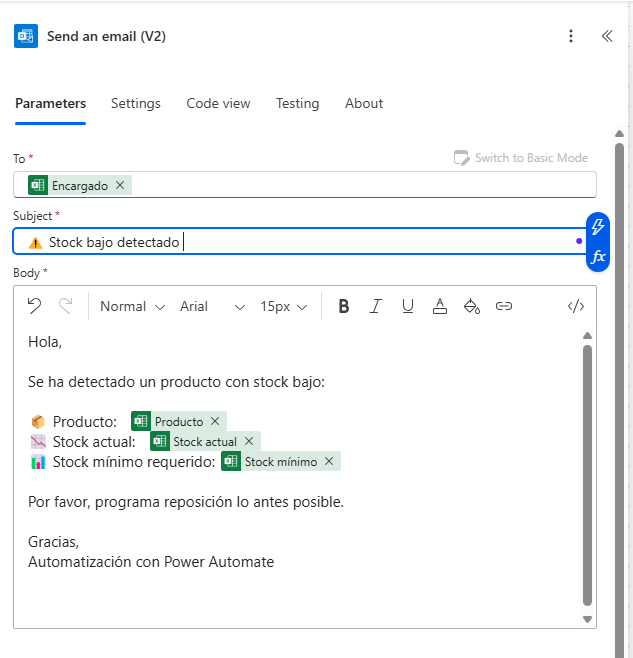 Send an email (V2)
Parameters Settings Code view Testing About
To * Switch to Basic Mode
Encargado
Subject *
⚠️ Stock bajo detectado
fx
Body *
Normal Arial 15px B I U A </>
Hola,
Se ha detectado un producto con stock bajo:
📦 Producto: Producto
📉 Stock actual: Stock actual
📊 Stock mínimo requerido: Stock mínimo
Por favor, programa reposición lo antes posible.
Gracias,
Automatización con Power Automate